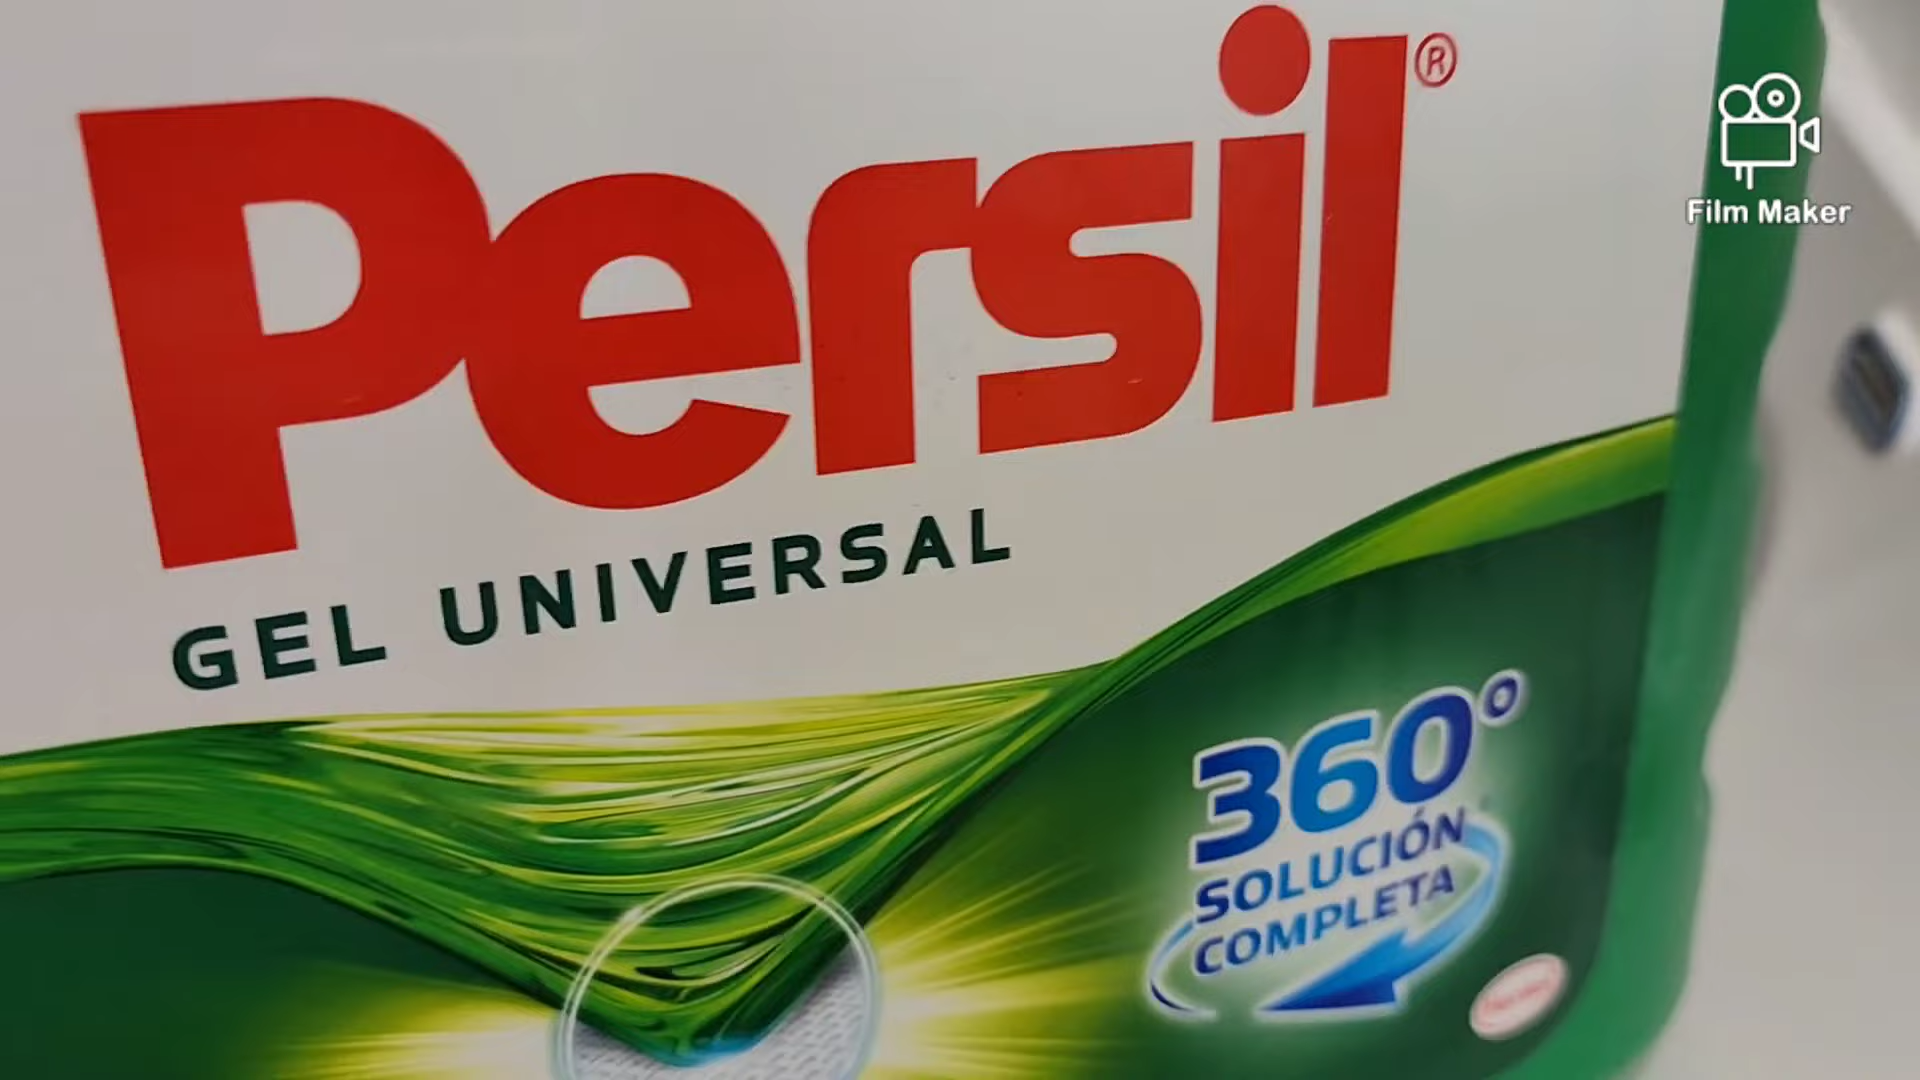 Persil®
GEL UNIVERSAL
360°
SOLUCIÓN
COMPLETA
Film Maker